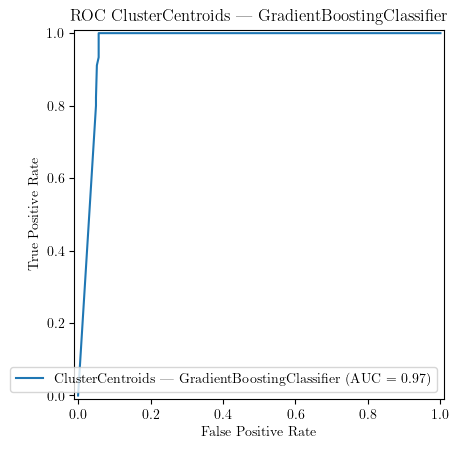 ROC ClusterCentroids — GradientBoostingClassifier
1.0
0.8
0.6
0.4
0.2
0.0
True Positive Rate
ClusterCentroids — GradientBoostingClassifier (AUC = 0.97)
0.0 0.2 0.4 0.6 0.8 1.0
False Positive Rate